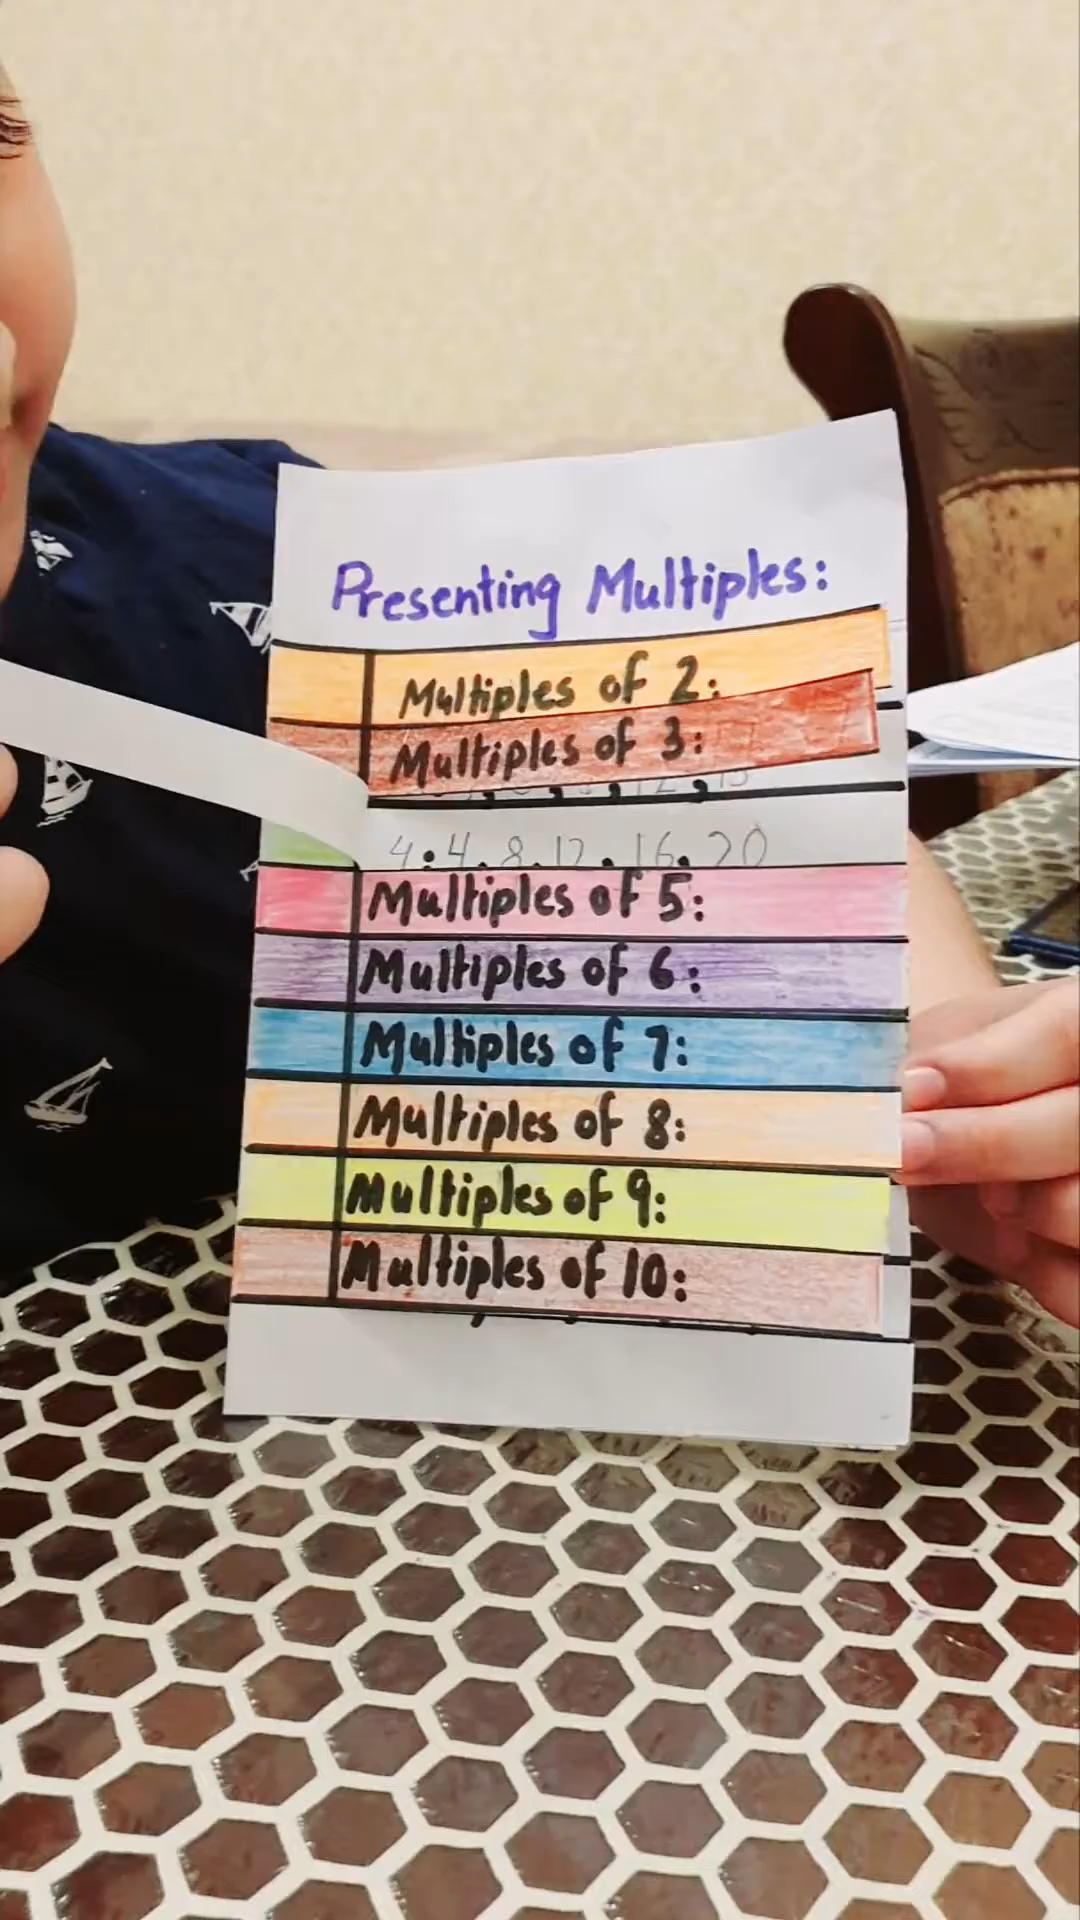 Presenting Multiples:
Multiples of 2:
Multiples of 3:
4:4,8,12,16,20
Multiples of 5:
Multiples of 6:
Multiples of 7:
Multiples of 8:
Multiples of 9:
Multiples of 10: